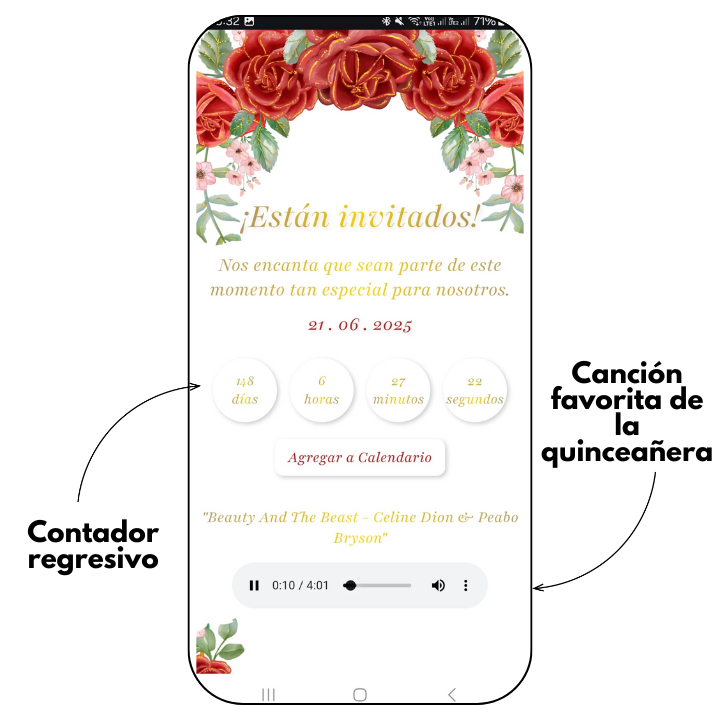 :32
71%
¡Están invitados!
Nos encanta que sean parte de este
momento tan especial para nosotros.
21 . 06 . 2025
148 días
6 horas
27 minutos
22 segundos
Agregar a Calendario
"Beauty And The Beast - Celine Dion & Peabo
Bryson"
0:10 / 4:01
Contador
regresivo
Canción
favorita de
la
quinceañera